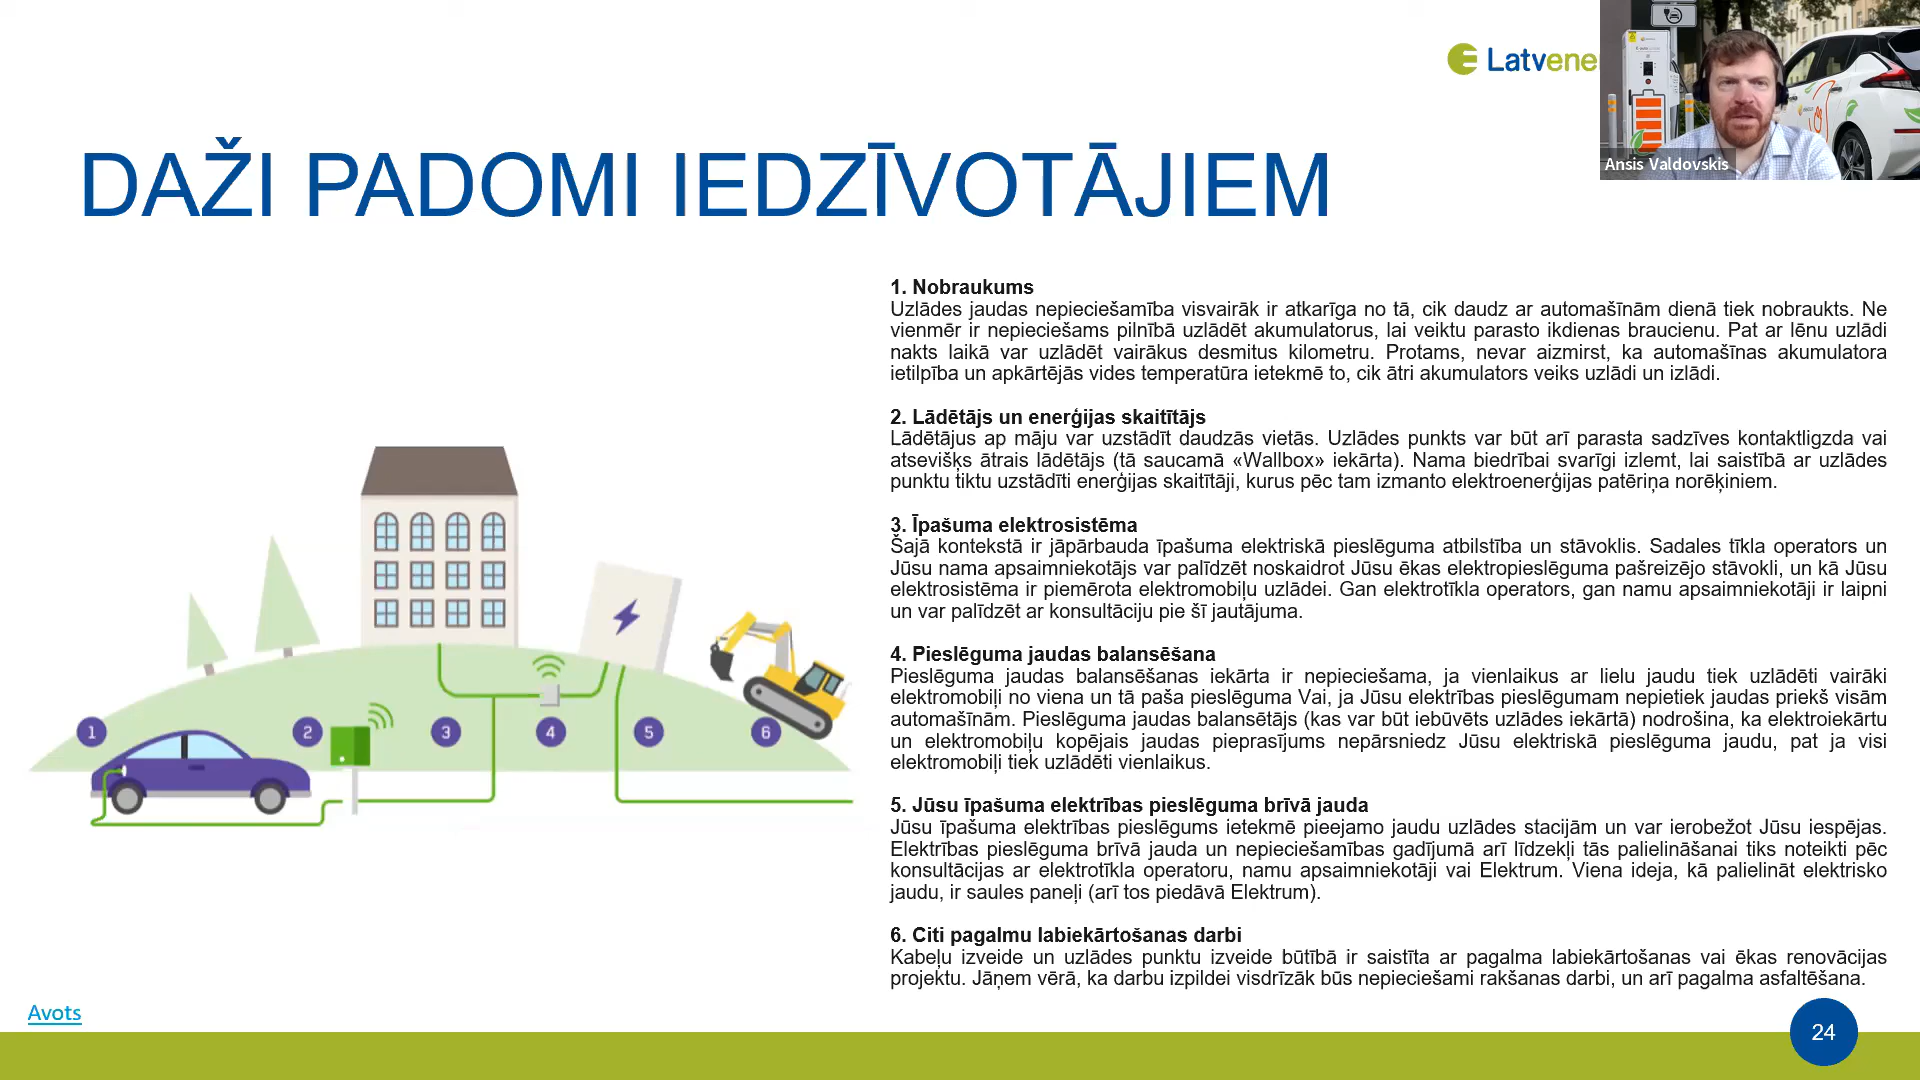 Latvene
Ansis Valdovskis
DAŽI PADOMI IEDZĪVOTĀJIEM
1. Nobraukums
Uzlādes jaudas nepieciešamība visvairāk ir atkarīga no tā, cik daudz ar automašīnām dienā tiek nobraukts. Ne
vienmēr ir nepieciešams pilnībā uzlādēt akumulatorus, lai veiktu parasto ikdienas braucienu. Pat ar lēnu uzlādi
nakts laikā var uzlādēt vairākus desmitus kilometru. Protams, nevar aizmirst, ka automašīnas akumulatora
ietilpība un apkārtējās vides temperatūra ietekmē to, cik ātri akumulators veiks uzlādi un izlādi.
2. Lādētājs un enerģijas skaitītājs
Lādētājus ap māju var uzstādīt daudzās vietās. Uzlādes punkts var būt arī parasta sadzīves kontaktligzda vai
atsevišķs ātrais lādētājs (tā saucamā «Wallbox» iekārta). Nama biedrībai svarīgi izlemt, lai saistībā ar uzlādes
punktu tiktu uzstādīti enerģijas skaitītāji, kurus pēc tam izmanto elektroenerģijas patēriņa norēķiniem.
3. Īpašuma elektrosistēma
Šajā kontekstā ir jāpārbauda īpašuma elektriskā pieslēguma atbilstība un stāvoklis. Sadales tīkla operators un
Jūsu nama apsaimniekotājs var palīdzēt noskaidrot Jūsu ēkas elektropieslēguma pašreizējo stāvokli, un kā Jūsu
elektrosistēma ir piemērota elektromobiļu uzlādei. Gan elektrotīkla operators, gan namu apsaimniekotāji ir laipni
un var palīdzēt ar konsultāciju pie šī jautājuma.
4. Pieslēguma jaudas balansēšana
Pieslēguma jaudas balansēšanas iekārta ir nepieciešama, ja vienlaikus ar lielu jaudu tiek uzlādēti vairāki
elektromobiļi no viena un tā paša pieslēguma Vai, ja Jūsu elektrības pieslēgumam nepietiek jaudas priekš visām
automašīnām. Pieslēguma jaudas balansētājs (kas var būt iebūvēts uzlādes iekārtā) nodrošina, ka elektroiekārtu
un elektromobiļu kopējais jaudas pieprasījums nepārsniedz Jūsu elektriskā pieslēguma jaudu, pat ja visi
elektromobiļi tiek uzlādēti vienlaikus.
5. Jūsu īpašuma elektrības pieslēguma brīvā jauda
Jūsu īpašuma elektrības pieslēgums ietekmē pieejamo jaudu uzlādes stacijām un var ierobežot Jūsu iespējas.
Elektrības pieslēguma brīvā jauda un nepieciešamības gadījumā arī līdzekļi tās palielināšanai tiks noteikti pēc
konsultācijas ar elektrotīkla operatoru, namu apsaimniekotāji vai Elektrum. Viena ideja, kā palielināt elektrisko
jaudu, ir saules paneļi (arī tos piedāvā Elektrum).
6. Citi pagalmu labiekārtošanas darbi
Kabeļu izveide un uzlādes punktu izveide būtībā ir saistīta ar pagalma labiekārtošanas vai ēkas renovācijas
projektu. Jāņem vērā, ka darbu izpildei visdrīzāk būs nepieciešami rakšanas darbi, un arī pagalma asfaltēšana.
1 2 3 4 5 6
Avots
24